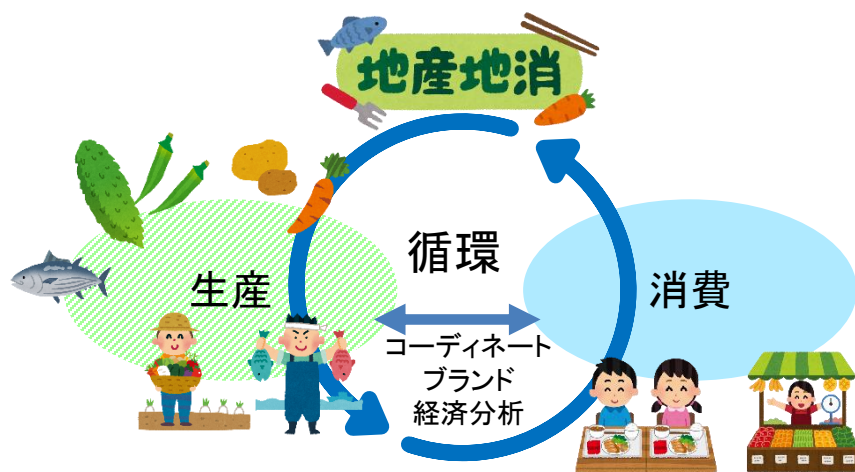 地産地消
循環
生産
消費
コーディネート
ブランド
経済分析